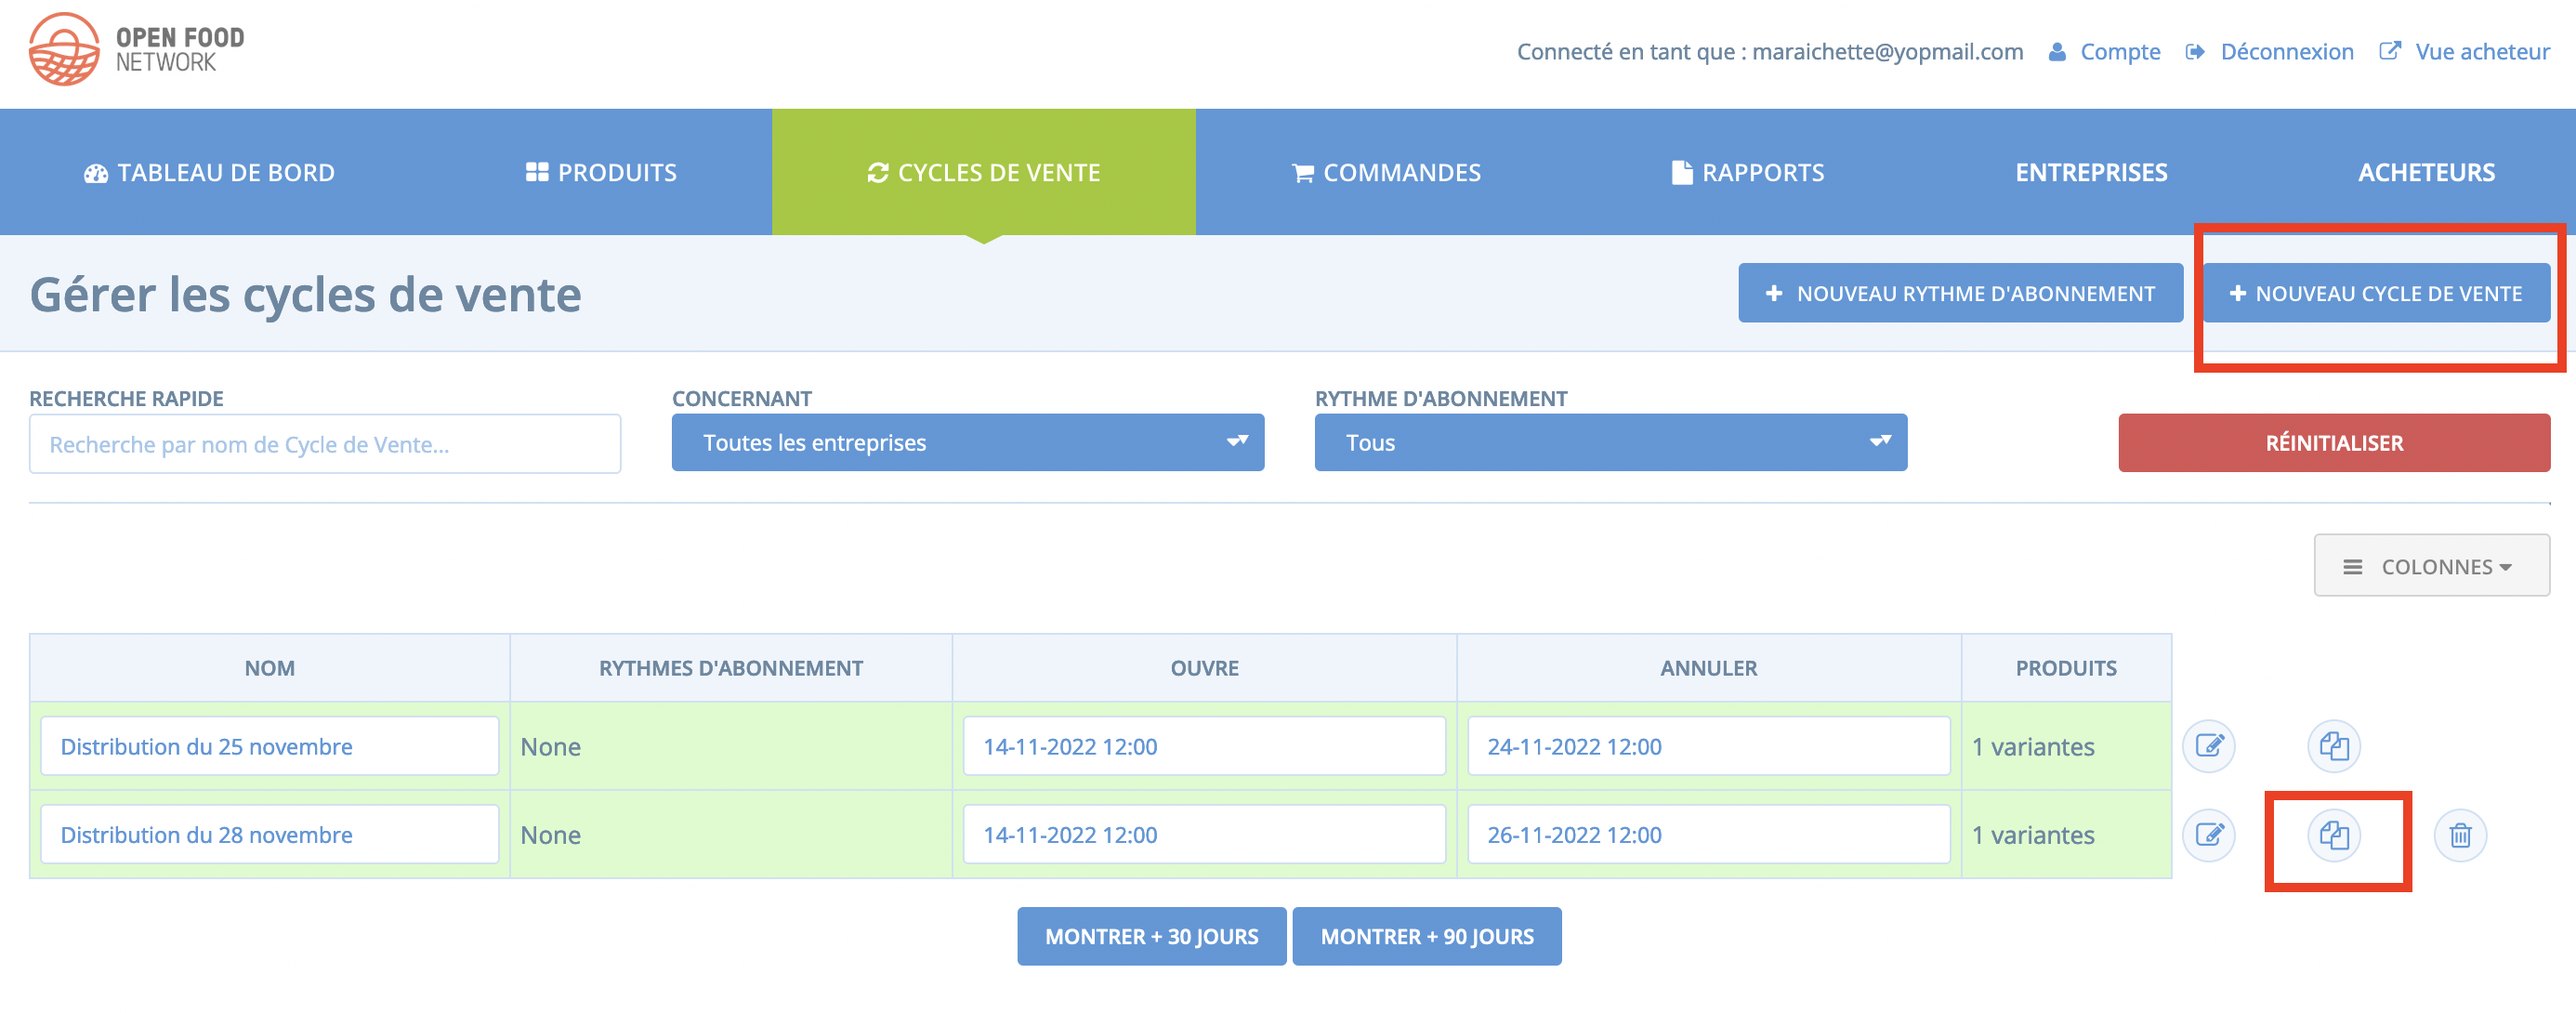 OPEN FOOD
NETWORK
Connecté en tant que : maraichette@yopmail.com Compte Déconnexion Vue acheteur
TABLEAU DE BORD PRODUITS CYCLES DE VENTE COMMANDES RAPPORTS ENTREPRISES ACHETEURS
Gérer les cycles de vente
+ NOUVEAU RYTHME D'ABONNEMENT + NOUVEAU CYCLE DE VENTE
RECHERCHE RAPIDE CONCERNANT RYTHME D'ABONNEMENT
Recherche par nom de Cycle de Vente... Toutes les entreprises Tous RÉINITIALISER
COLONNES
NOM RYTHMES D'ABONNEMENT OUVRE ANNULER PRODUITS
Distribution du 25 novembre None 14-11-2022 12:00 24-11-2022 12:00 1 variantes
Distribution du 28 novembre None 14-11-2022 12:00 26-11-2022 12:00 1 variantes
MONTRER + 30 JOURS MONTRER + 90 JOURS